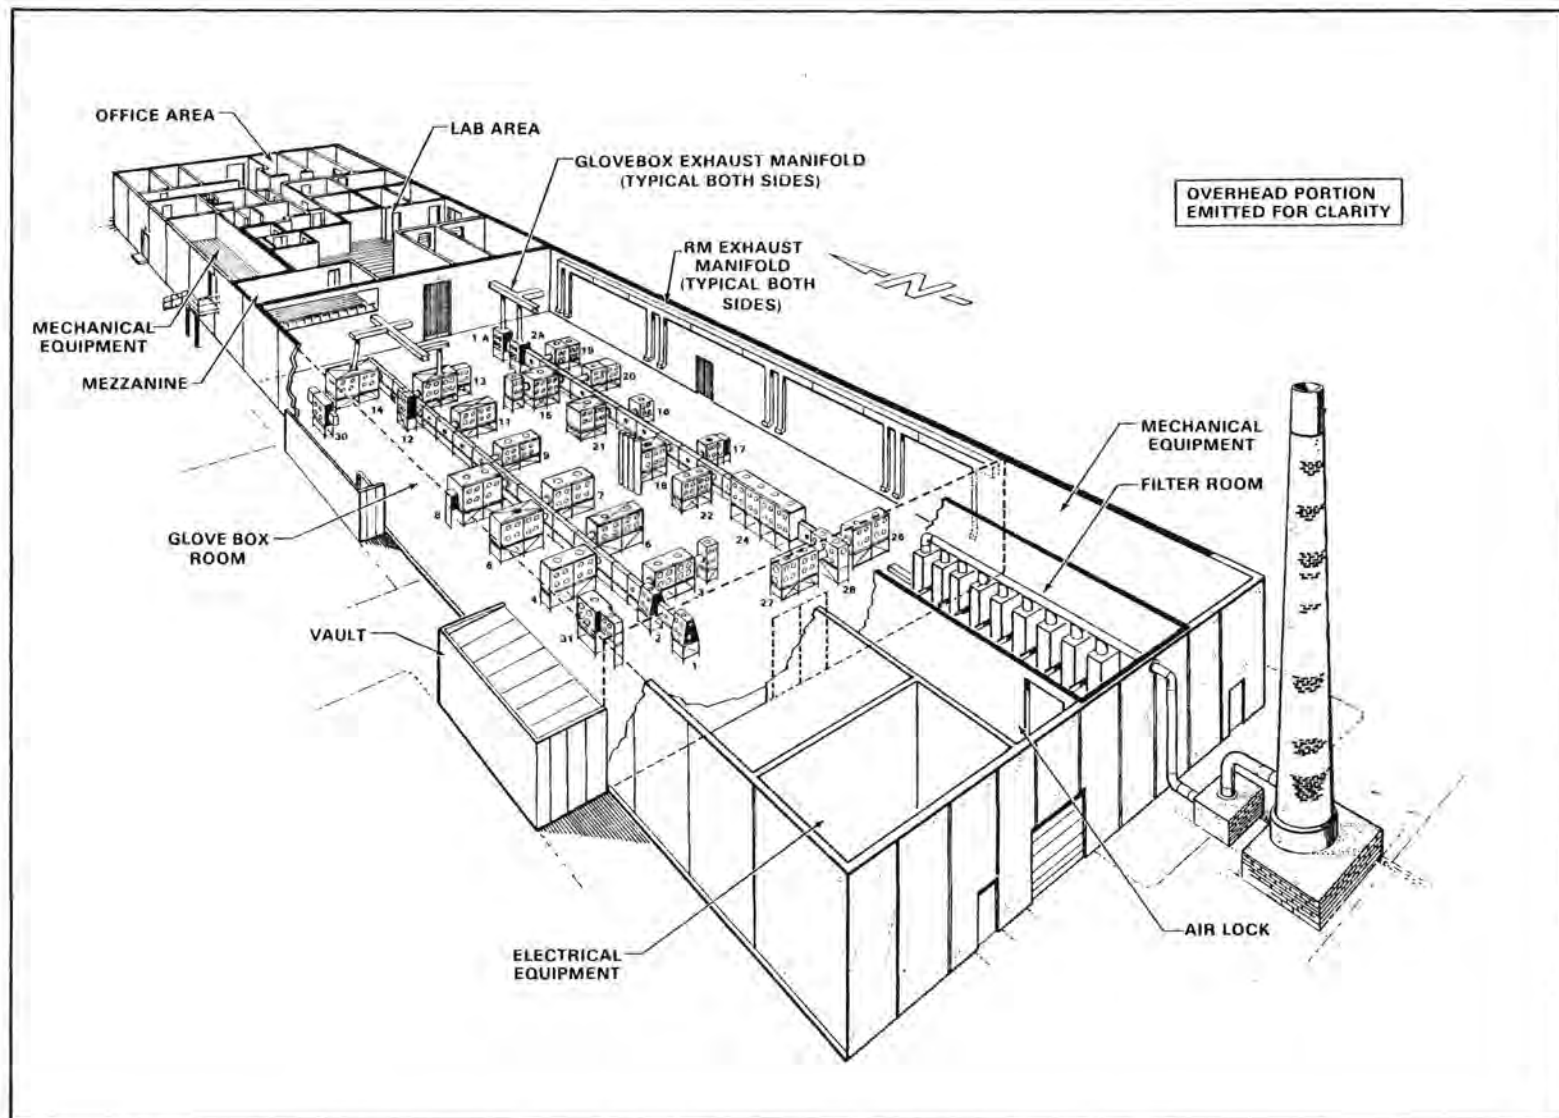 OFFICE AREA
LAB AREA
GLOVEBOX EXHAUST MANIFOLD
(TYPICAL BOTH SIDES)
OVERHEAD PORTION
EMITTED FOR CLARITY
RM EXHAUST
MANIFOLD
(TYPICAL BOTH
SIDES)
N
MECHANICAL
EQUIPMENT
MEZZANINE
1A
2A
19
20
13
14
15
16
30
12
11
21
17
9
18
7
22
8
24
26
6
4
27
28
31
2
1
MECHANICAL
EQUIPMENT
FILTER ROOM
GLOVE BOX
ROOM
VAULT
ELECTRICAL
EQUIPMENT
AIR LOCK